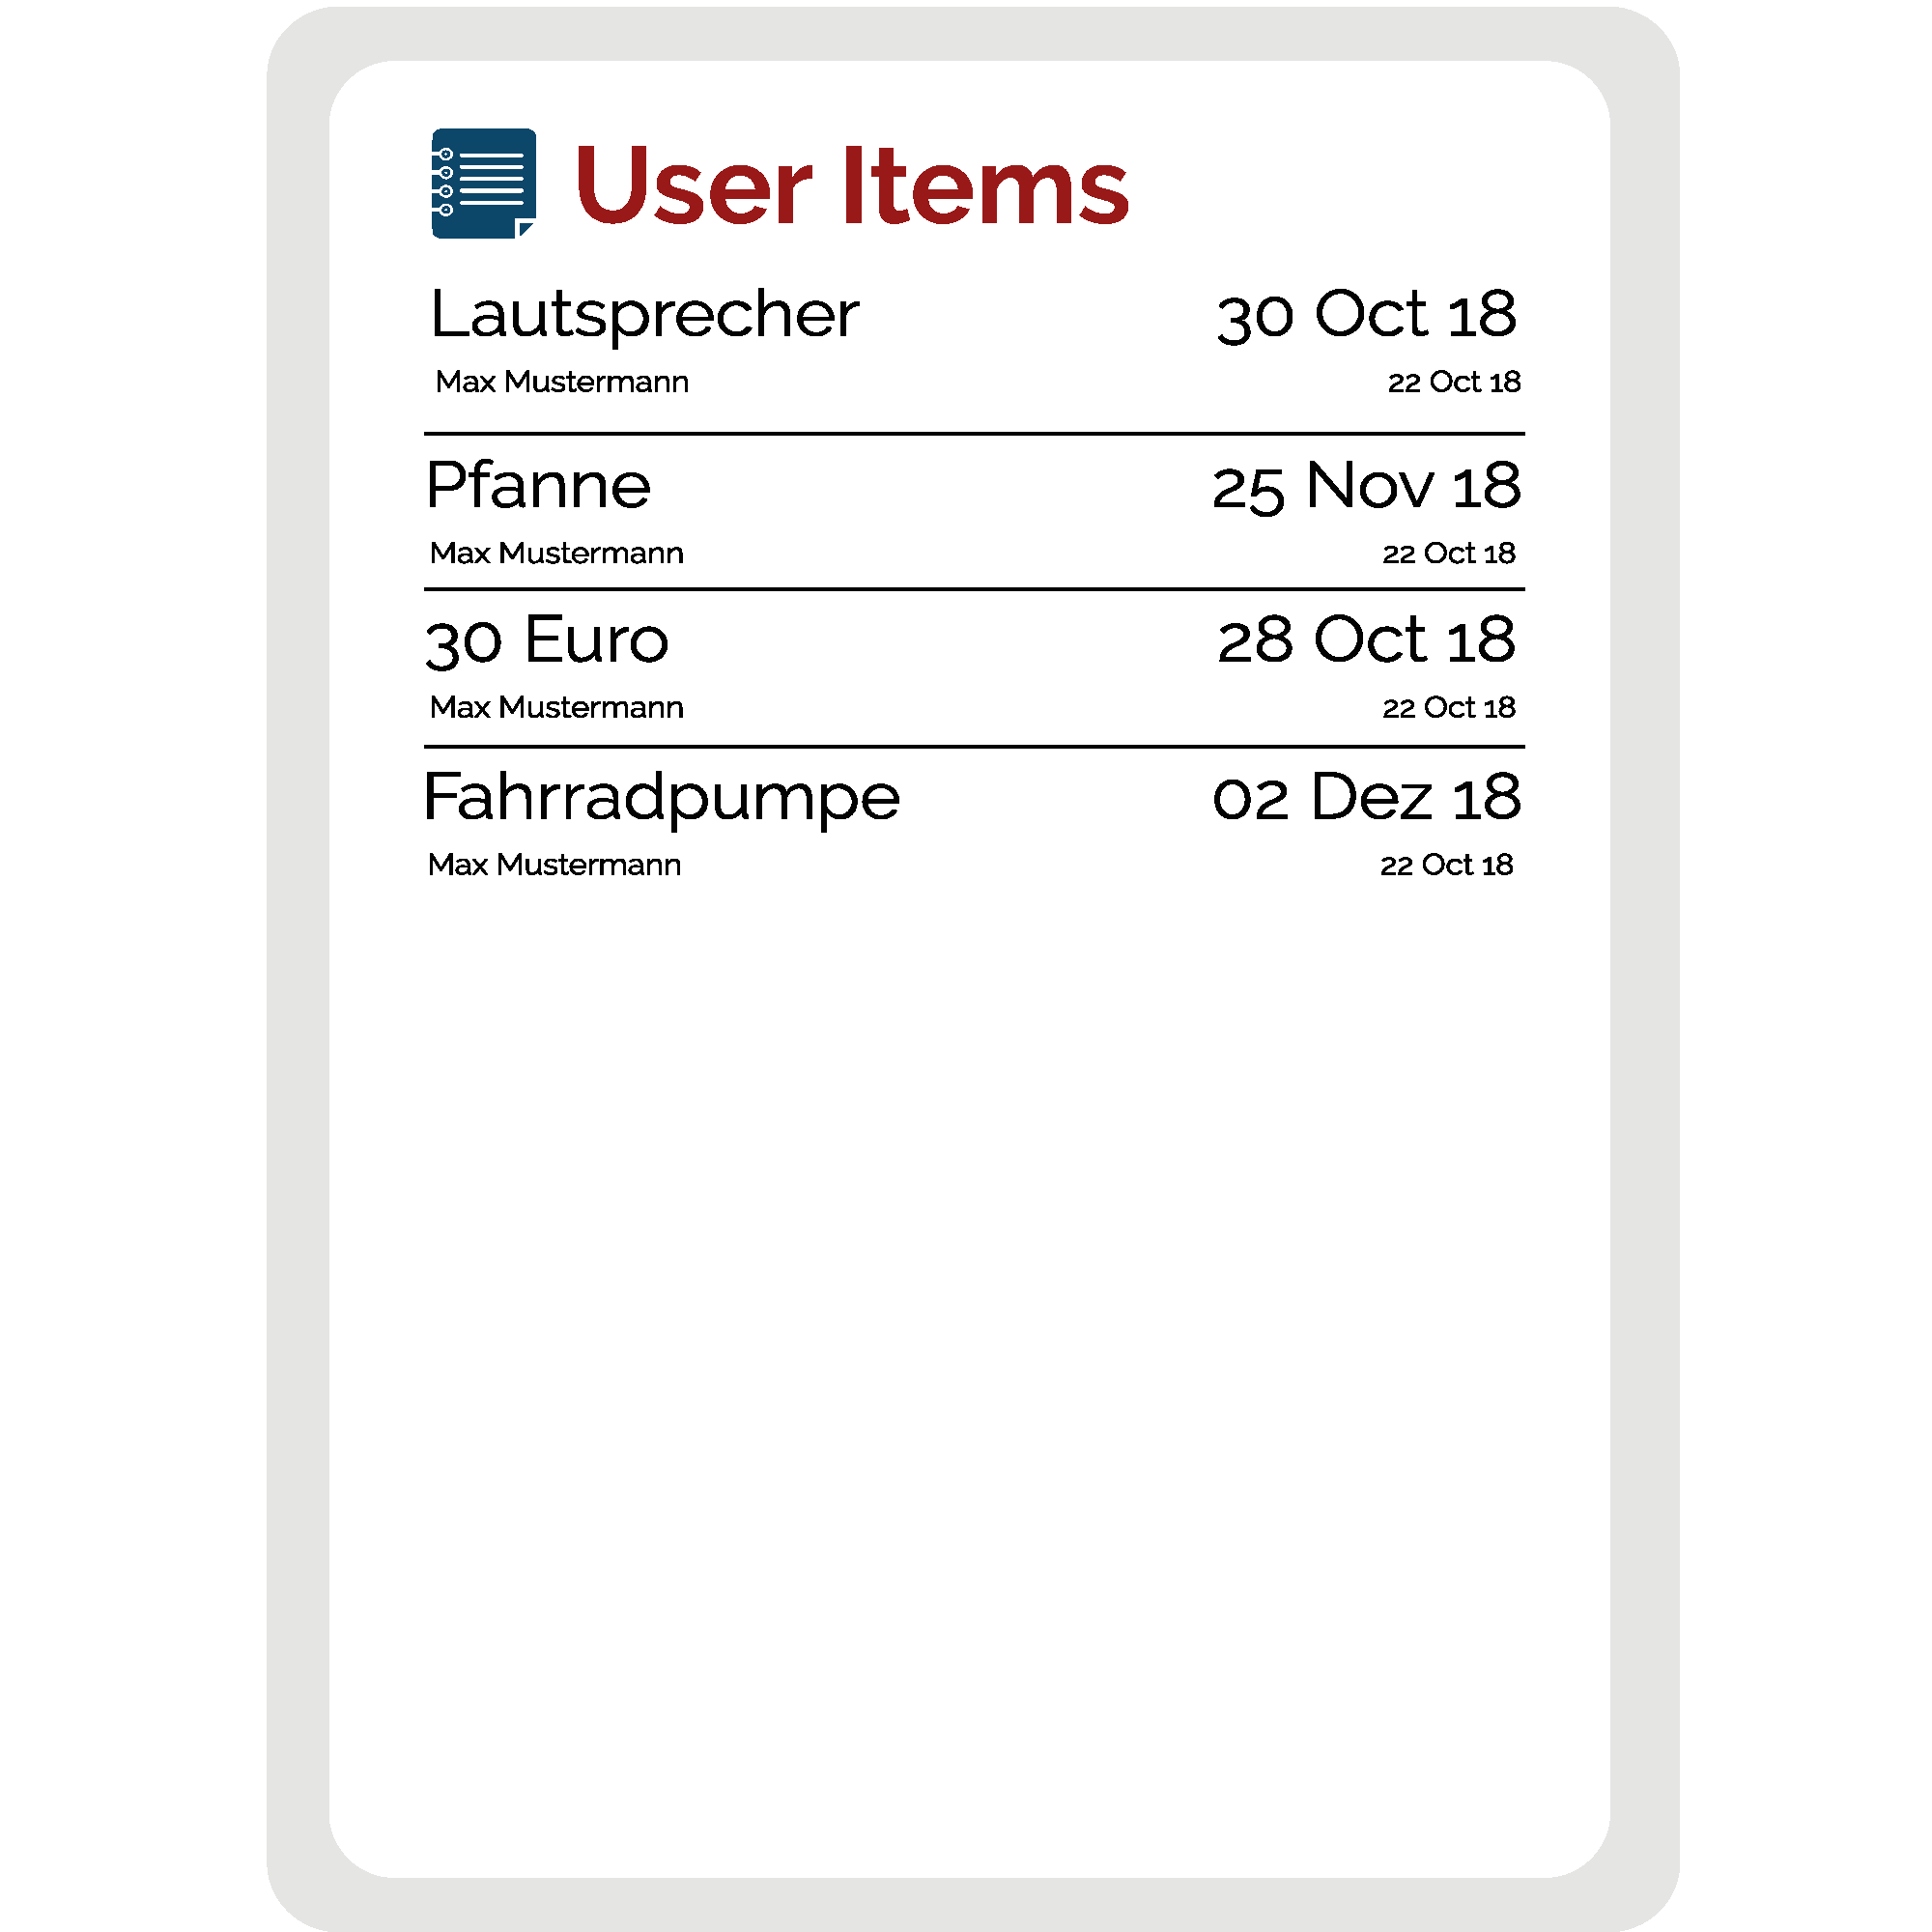 User Items
Lautsprecher 30 Oct 18
Max Mustermann 22 Oct 18
Pfanne 25 Nov 18
Max Mustermann 22 Oct 18
30 Euro 28 Oct 18
Max Mustermann 22 Oct 18
Fahrradpumpe 02 Dez 18
Max Mustermann 22 Oct 18